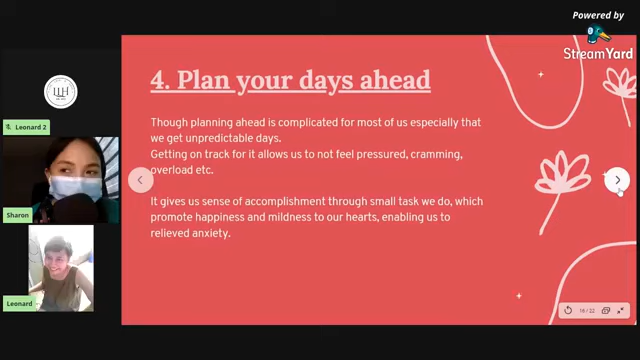 Powered by
StreamYard
4. Plan your days ahead
Though planning ahead is complicated for most of us especially that
we get unpredictable days.
Getting on track for it allows us to not feel pressured, cramming,
overload etc.
It gives us sense of accomplishment through small task we do, which
promote happiness and mildness to our hearts, enabling us to
relieved anxiety.
Leonard 2
Sharon
Leonard
/ 22